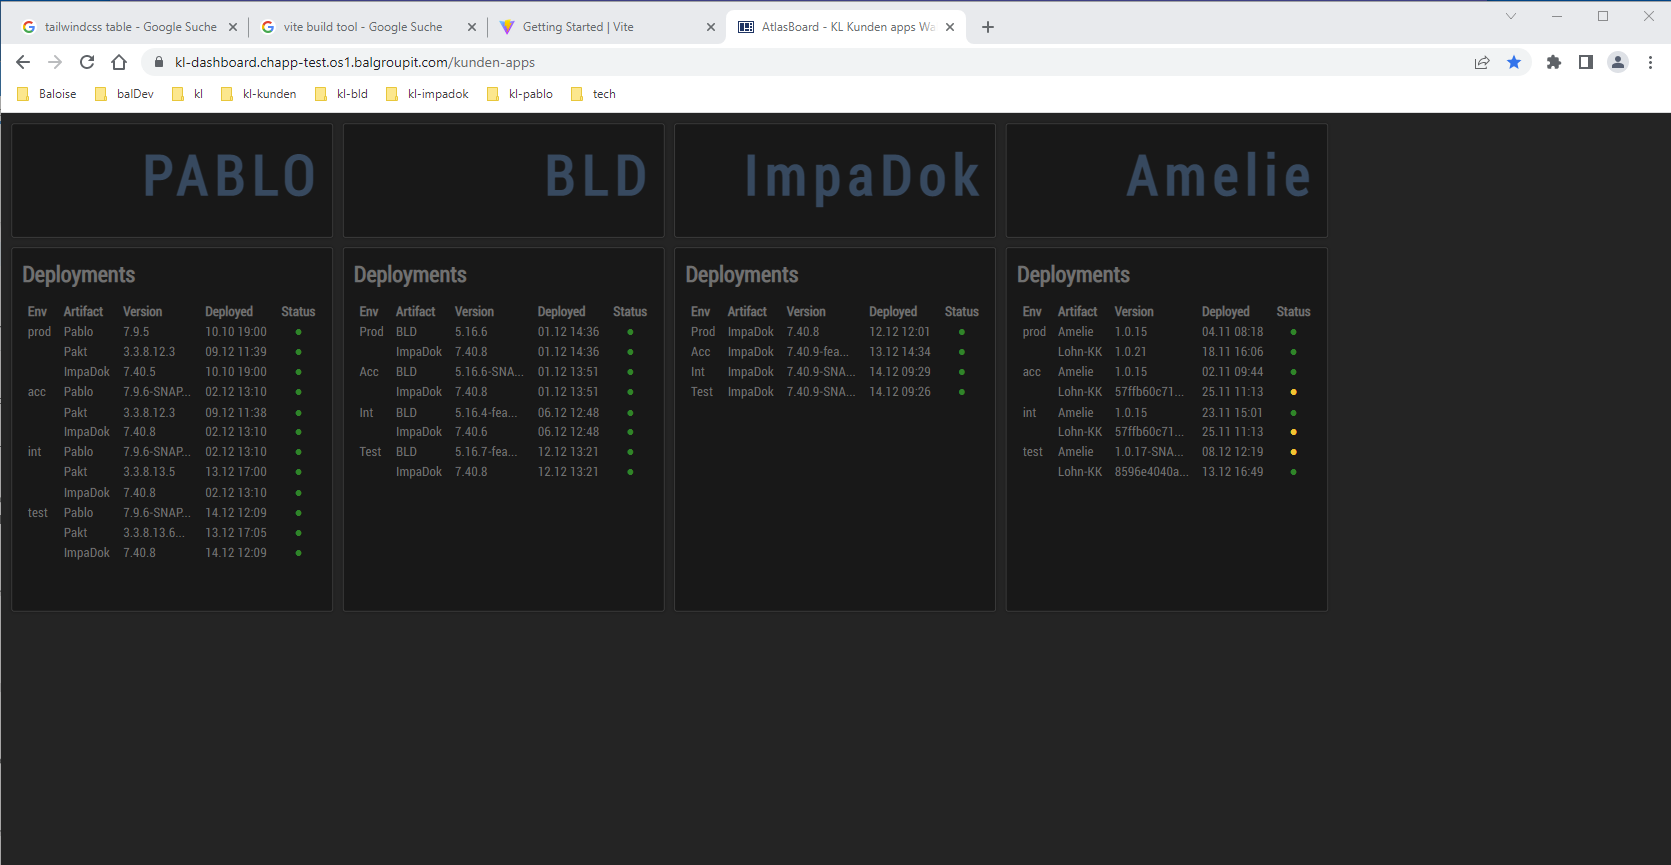 tailwindcss table - Google Suche
vite build tool - Google Suche
Getting Started | Vite
AtlasBoard - KL Kunden apps Wa
kl-dashboard.chapp-test.os1.balgroupit.com/kunden-apps
Baloise balDev kl kl-kunden kl-bld kl-impadok kl-pablo tech
PABLO
BLD
ImpaDok
Amelie
Deployments
Env Artifact Version Deployed Status
prod Pablo 7.9.5 10.10 19:00
Pakt 3.3.8.12.3 09.12 11:39
ImpaDok 7.40.5 10.10 19:00
acc Pablo 7.9.6-SNAP... 02.12 13:10
Pakt 3.3.8.12.3 09.12 11:38
ImpaDok 7.40.8 02.12 13:10
int Pablo 7.9.6-SNAP... 02.12 13:10
Pakt 3.3.8.13.5 13.12 17:00
ImpaDok 7.40.8 02.12 13:10
test Pablo 7.9.6-SNAP... 14.12 12:09
Pakt 3.3.8.13.6... 13.12 17:05
ImpaDok 7.40.8 14.12 12:09
Deployments
Env Artifact Version Deployed Status
Prod BLD 5.16.6 01.12 14:36
ImpaDok 7.40.8 01.12 14:36
Acc BLD 5.16.6-SNA... 01.12 13:51
ImpaDok 7.40.8 01.12 13:51
Int BLD 5.16.4-fea... 06.12 12:48
ImpaDok 7.40.6 06.12 12:48
Test BLD 5.16.7-fea... 12.12 13:21
ImpaDok 7.40.8 12.12 13:21
Deployments
Env Artifact Version Deployed Status
Prod ImpaDok 7.40.8 12.12 12:01
Acc ImpaDok 7.40.9-fea... 13.12 14:34
Int ImpaDok 7.40.9-SNA... 14.12 09:29
Test ImpaDok 7.40.9-SNA... 14.12 09:26
Deployments
Env Artifact Version Deployed Status
prod Amelie 1.0.15 04.11 08:18
Lohn-KK 1.0.21 18.11 16:06
acc Amelie 1.0.15 02.11 09:44
Lohn-KK 57ffb60c71... 25.11 11:13
int Amelie 1.0.15 23.11 15:01
Lohn-KK 57ffb60c71... 25.11 11:13
test Amelie 1.0.17-SNA... 08.12 12:19
Lohn-KK 8596e4040a... 13.12 16:49